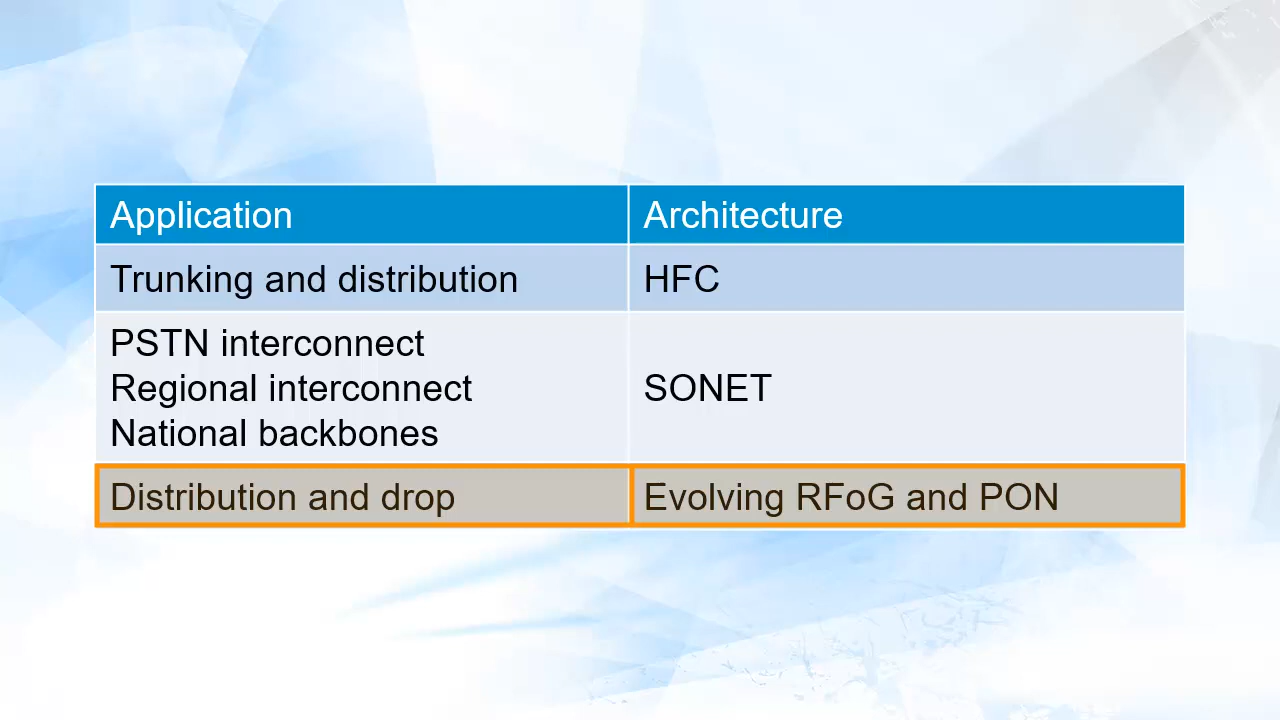 Application
Architecture
Trunking and distribution
HFC
PSTN interconnect
Regional interconnect
National backbones
SONET
Distribution and drop
Evolving RFoG and PON